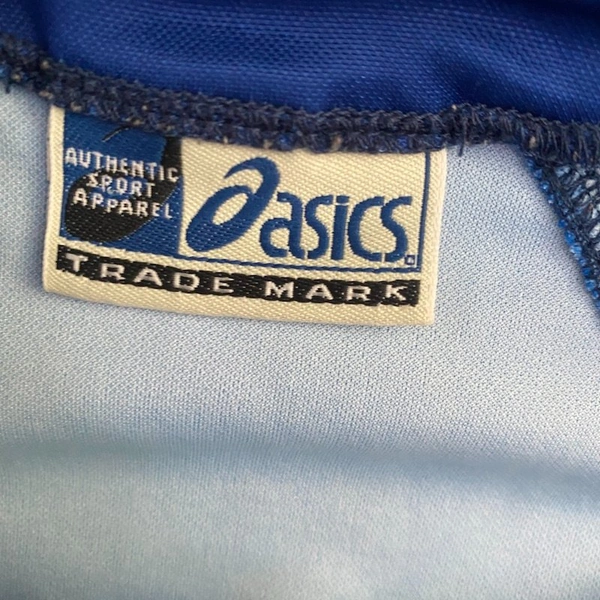 AUTHENTIC
SPORT
APPAREL
asics
TRADE MARK